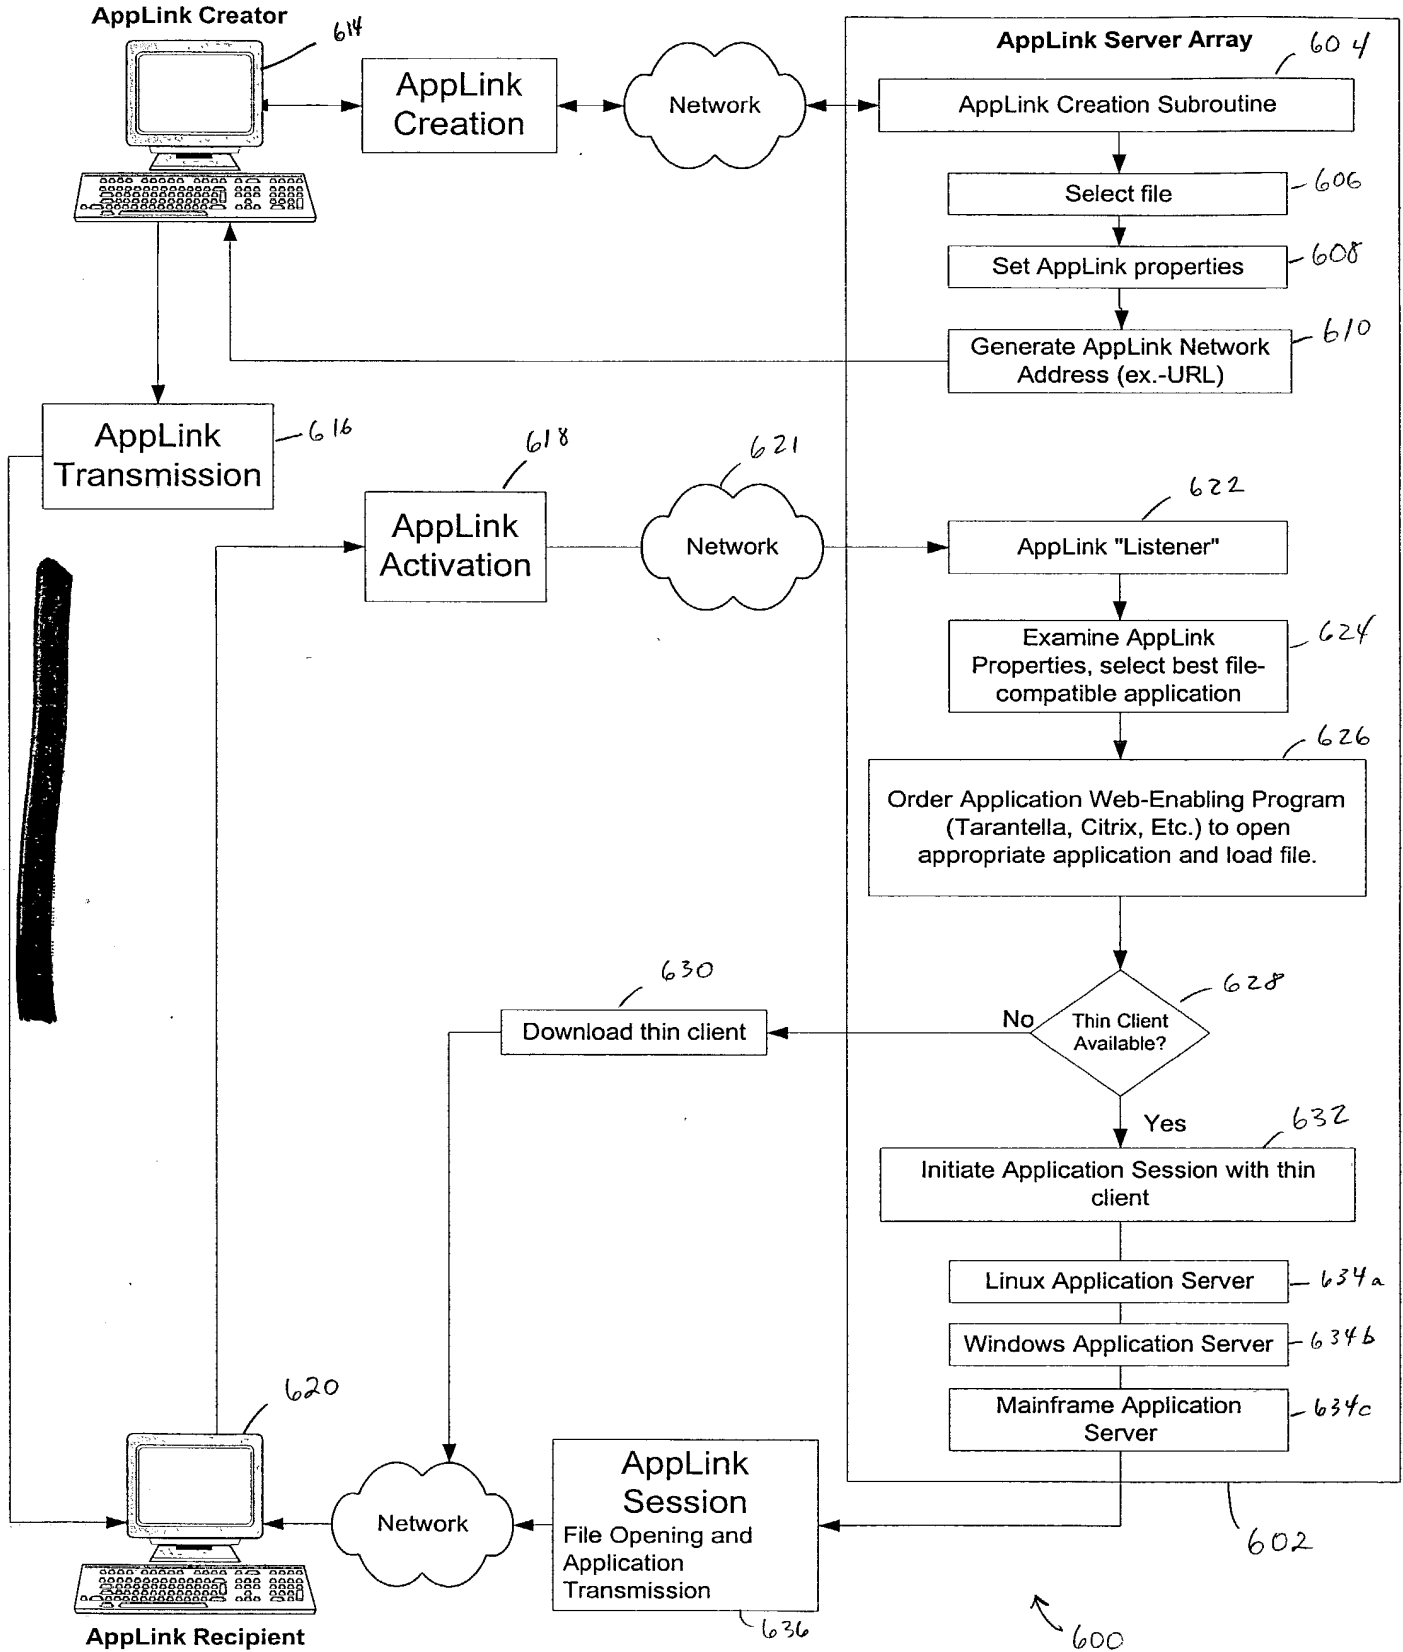 AppLink Creator
614
AppLink
Creation
Network
AppLink Server Array
604
AppLink Creation Subroutine
Select file
606
Set AppLink properties
608
Generate AppLink Network
Address (ex.-URL)
610
AppLink
Transmission
616
AppLink
Activation
618
Network
621
622
AppLink "Listener"
Examine AppLink
Properties, select best file-
compatible application
624
626
Order Application Web-Enabling Program
(Tarantella, Citrix, Etc.) to open
appropriate application and load file.
628
Thin Client
Available?
No
630
Download thin client
Yes
632
Initiate Application Session with thin
client
Linux Application Server
634a
Windows Application Server
634b
Mainframe Application
Server
634c
602
AppLink
Session
File Opening and
Application
Transmission
636
Network
620
AppLink Recipient
600